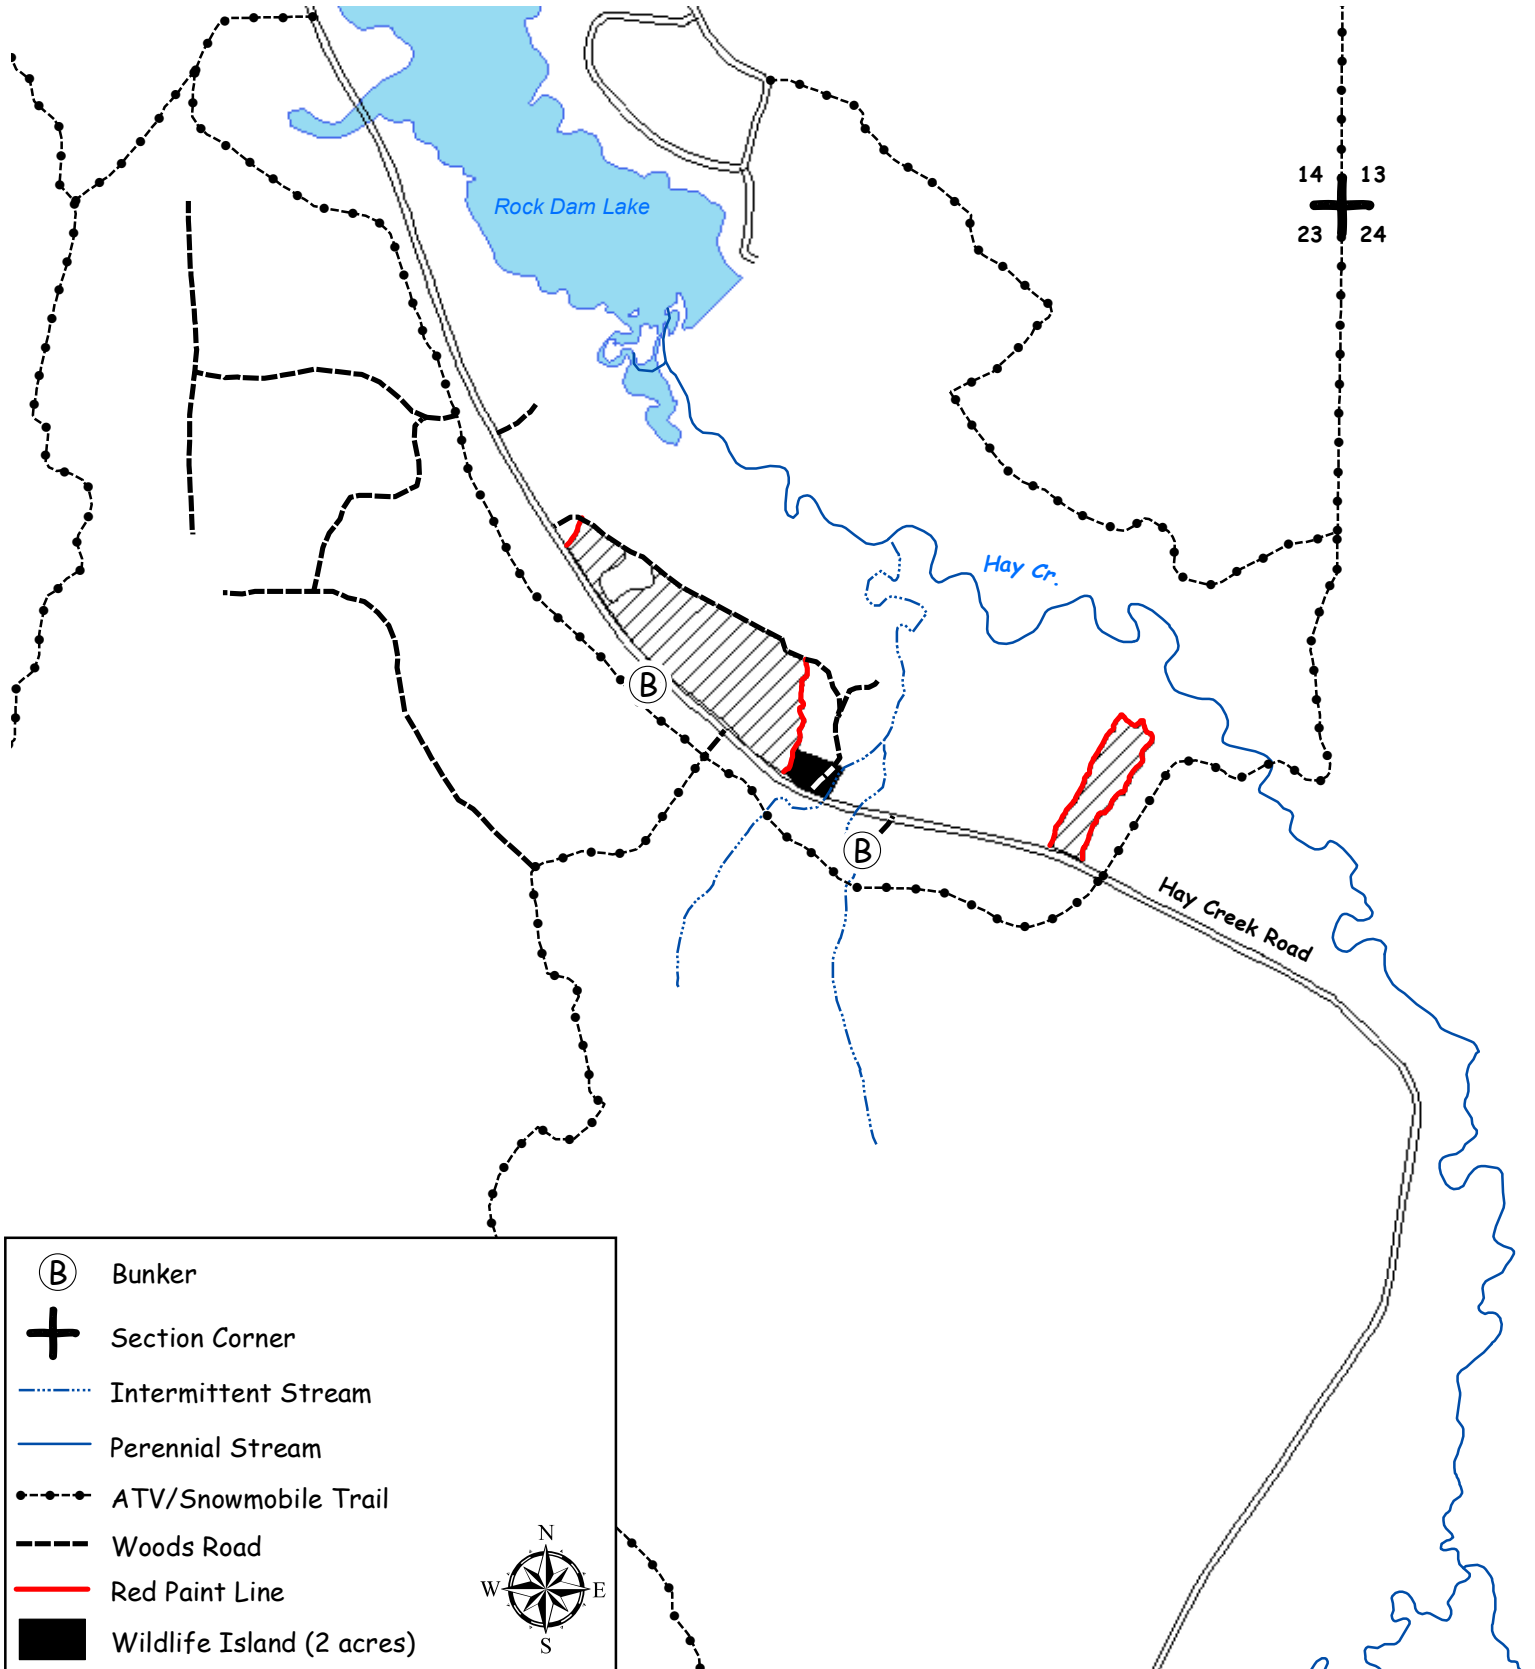 Rock Dam Lake
14 13
23 24
Hay Cr.
B
B
Hay Creek Road
B Bunker
Section Corner
Intermittent Stream
Perennial Stream
ATV/Snowmobile Trail
Woods Road
Red Paint Line
Wildlife Island (2 acres)
N
W E
S